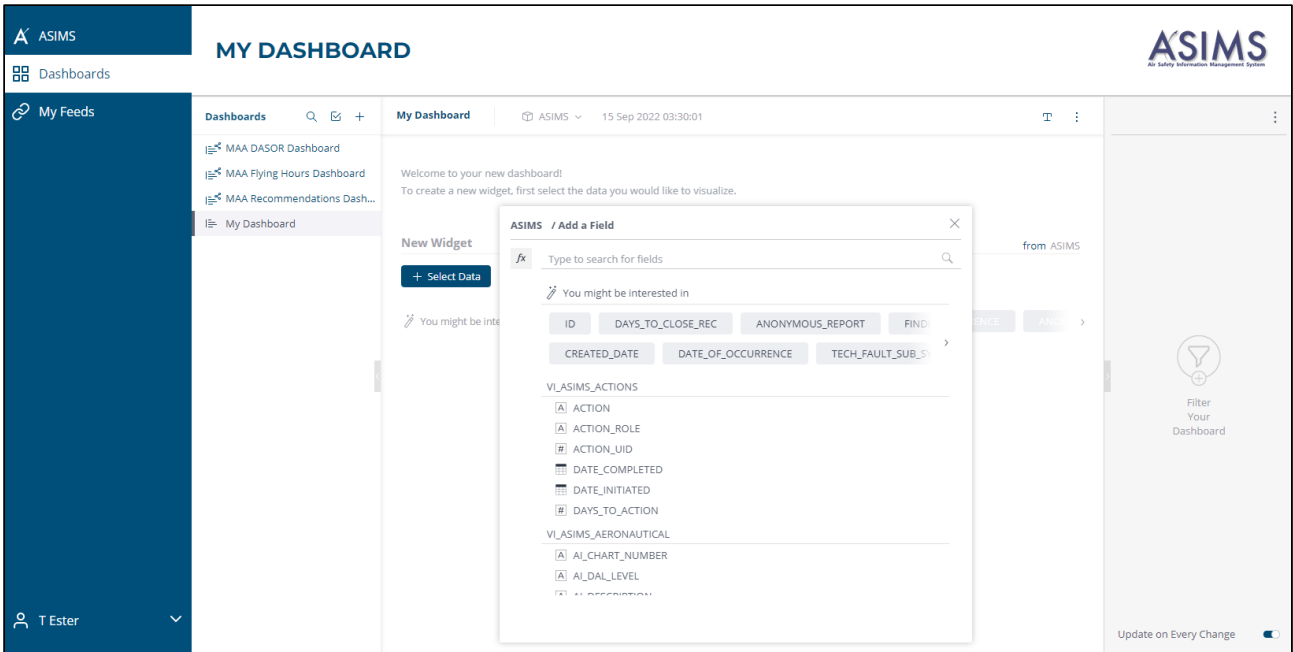 ASIMS
Dashboards
My Feeds
T Ester
MY DASHBOARD
ASIMS
Air Safety Information Management System
Dashboards
MAA DASOR Dashboard
MAA Flying Hours Dashboard
MAA Recommendations Dash...
My Dashboard
My Dashboard
ASIMS
15 Sep 2022 03:30:01
T
Welcome to your new dashboard!
To create a new widget, first select the data you would like to visualize.
New Widget
from ASIMS
+ Select Data
You might be inte
ASIMS / Add a Field
fx
Type to search for fields
You might be interested in
ID DAYS_TO_CLOSE_REC ANONYMOUS_REPORT FIND
CREATED_DATE DATE_OF_OCCURRENCE TECH_FAULT_SUB_S
VI_ASIMS_ACTIONS
A ACTION
A ACTION_ROLE
# ACTION_UID
DATE_COMPLETED
DATE_INITIATED
# DAYS_TO_ACTION
VI_ASIMS_AERONAUTICAL
A AI_CHART_NUMBER
A AI_DAL_LEVEL
A AI_DESCRIPTION
Filter
Your
Dashboard
Update on Every Change